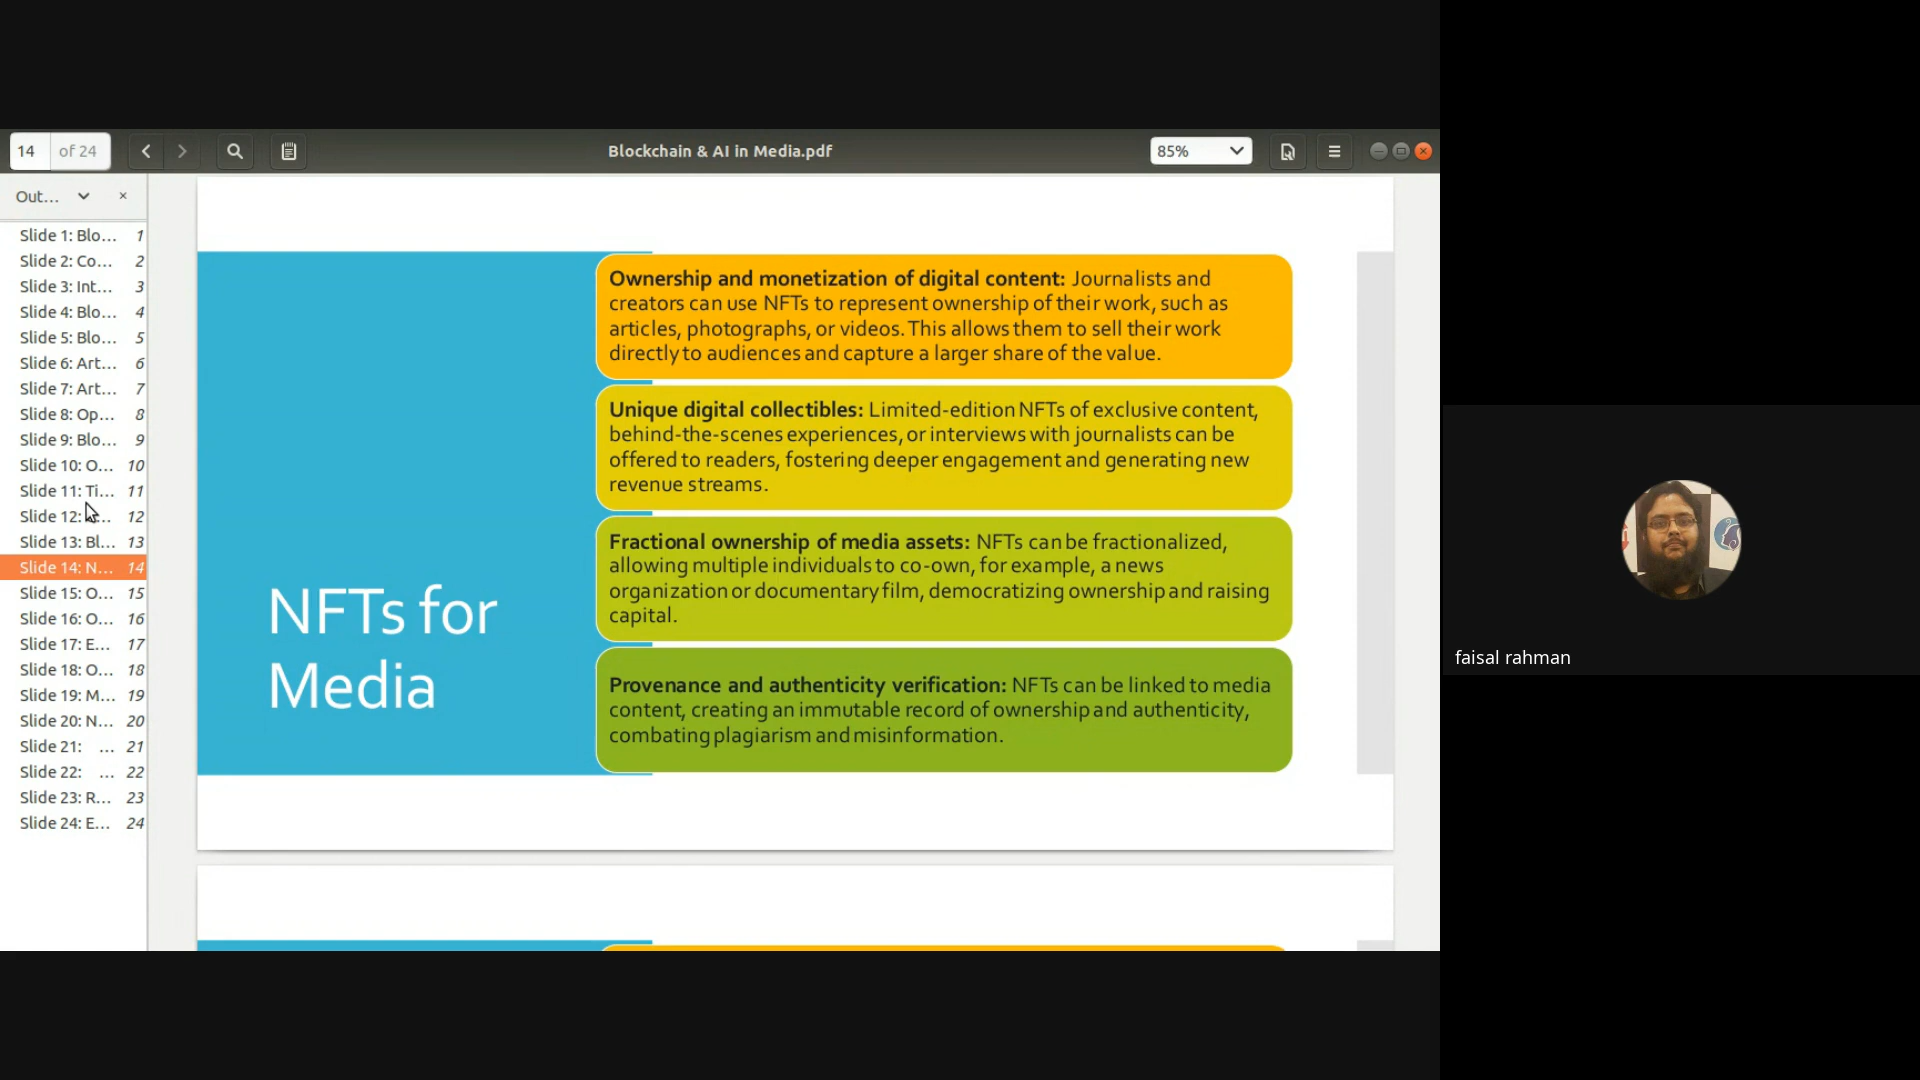 14 of 24
Blockchain & AI in Media.pdf
85%
Out...
Slide 1: Blo... 1
Slide 2: Co... 2
Slide 3: Int... 3
Slide 4: Blo... 4
Slide 5: Blo... 5
Slide 6: Art... 6
Slide 7: Art... 7
Slide 8: Op... 8
Slide 9: Blo... 9
Slide 10: O... 10
Slide 11: Ti... 11
Slide 12: ... 12
Slide 13: Bl... 13
Slide 14: N... 14
Slide 15: O... 15
Slide 16: O... 16
Slide 17: E... 17
Slide 18: O... 18
Slide 19: M... 19
Slide 20: N... 20
Slide 21: ... 21
Slide 22: ... 22
Slide 23: R... 23
Slide 24: E... 24
NFTs for
Media
Ownership and monetization of digital content: Journalists and
creators can use NFTs to represent ownership of their work, such as
articles, photographs, or videos. This allows them to sell their work
directly to audiences and capture a larger share of the value.
Unique digital collectibles: Limited-edition NFTs of exclusive content,
behind-the-scenes experiences, or interviews with journalists can be
offered to readers, fostering deeper engagement and generating new
revenue streams.
Fractional ownership of media assets: NFTs can be fractionalized,
allowing multiple individuals to co-own, for example, a news
organization or documentary film, democratizing ownership and raising
capital.
Provenance and authenticity verification: NFTs can be linked to media
content, creating an immutable record of ownership and authenticity,
combating plagiarism and misinformation.
faisal rahman